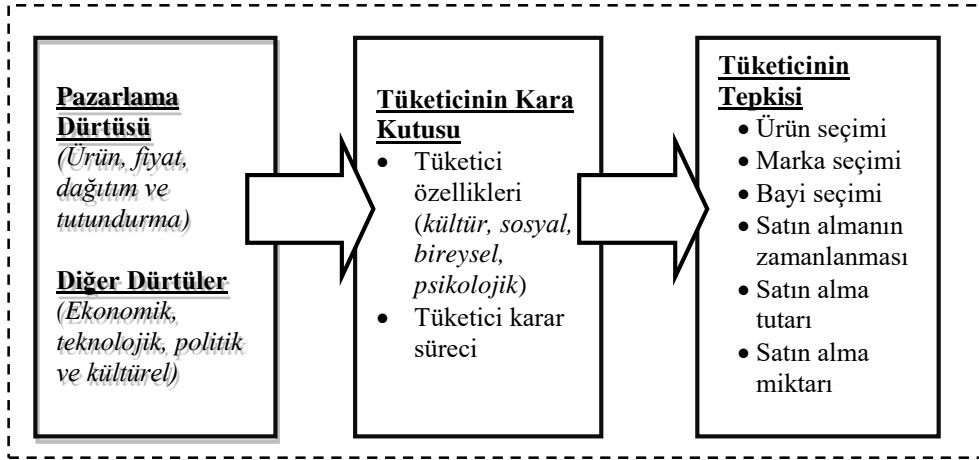 Pazarlama
Dürtüsü
(Ürün, fiyat,
dağıtım ve
tutundurma)
Diğer Dürtüler
(Ekonomik,
teknolojik, politik
ve kültürel)
Tüketicinin Kara
Kutusu
• Tüketici
özellikleri
(kültür, sosyal,
bireysel,
psikolojik)
• Tüketici karar
süreci
Tüketicinin
Tepkisi
• Ürün seçimi
• Marka seçimi
• Bayi seçimi
• Satın almanın
zamanlanması
• Satın alma
tutarı
• Satın alma
miktarı